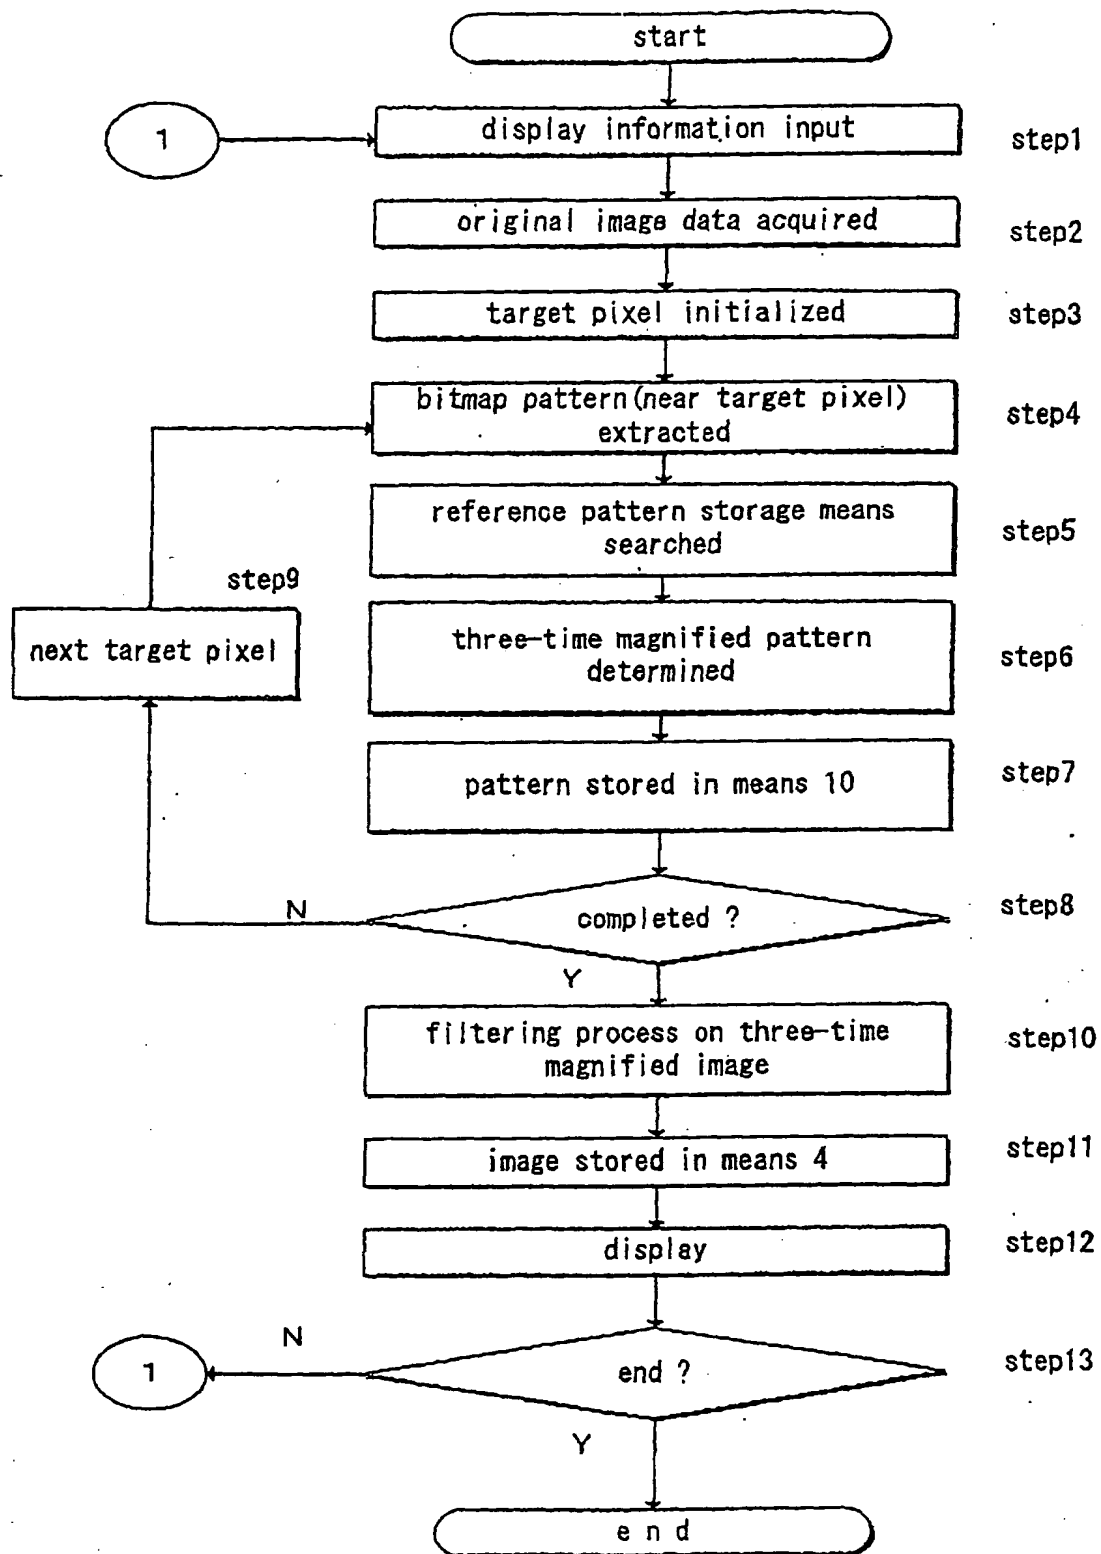 start
1
display information input
step1
original image data acquired
step2
target pixel initialized
step3
bitmap pattern(near target pixel)
extracted
step4
reference pattern storage means
searched
step5
step9
next target pixel
three-time magnified pattern
determined
step6
pattern stored in means 10
step7
N
completed ?
step8
Y
filtering process on three-time
magnified image
step10
image stored in means 4
step11
display
step12
N
1
end ?
step13
Y
end